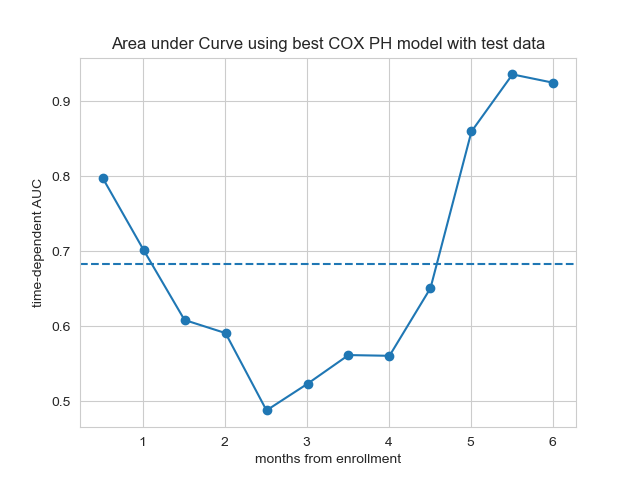 Area under Curve using best COX PH model with test data
time-dependent AUC
0.9
0.8
0.7
0.6
0.5
1 2 3 4 5 6
months from enrollment